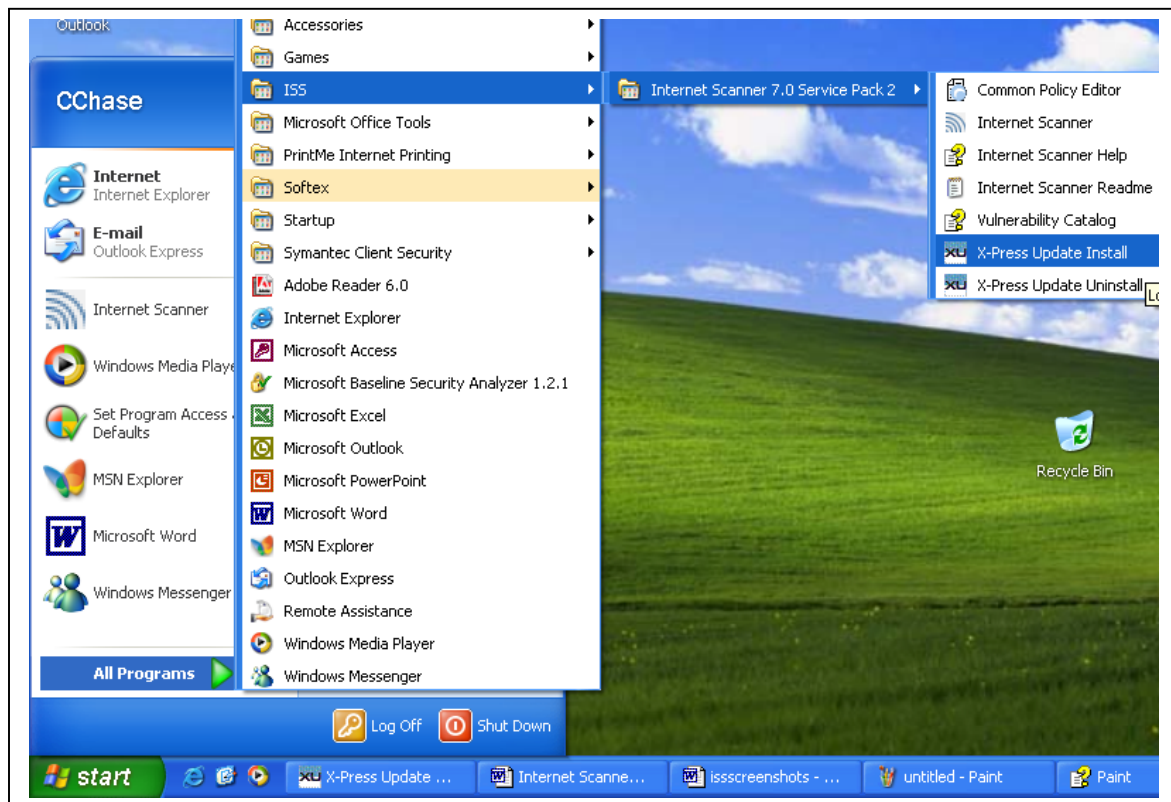 Outlook
CChase
Internet
Internet Explorer
E-mail
Outlook Express
Internet Scanner
Windows Media Playe
Set Program Access
Defaults
MSN Explorer
Microsoft Word
Windows Messenger
All Programs
Accessories
Games
ISS
Microsoft Office Tools
PrintMe Internet Printing
Softex
Startup
Symantec Client Security
Adobe Reader 6.0
Internet Explorer
Microsoft Access
Microsoft Baseline Security Analyzer 1.2.1
Microsoft Excel
Microsoft Outlook
Microsoft PowerPoint
Microsoft Word
MSN Explorer
Outlook Express
Remote Assistance
Windows Media Player
Windows Messenger
Internet Scanner 7.0 Service Pack 2
Common Policy Editor
Internet Scanner
Internet Scanner Help
Internet Scanner Readme
Vulnerability Catalog
XU X-Press Update Install
XU X-Press Update Uninstall
Lo
Recycle Bin
Log Off
Shut Down
start
XU X-Press Update ...
Internet Scanne...
issscreenshots - ...
untitled - Paint
Paint